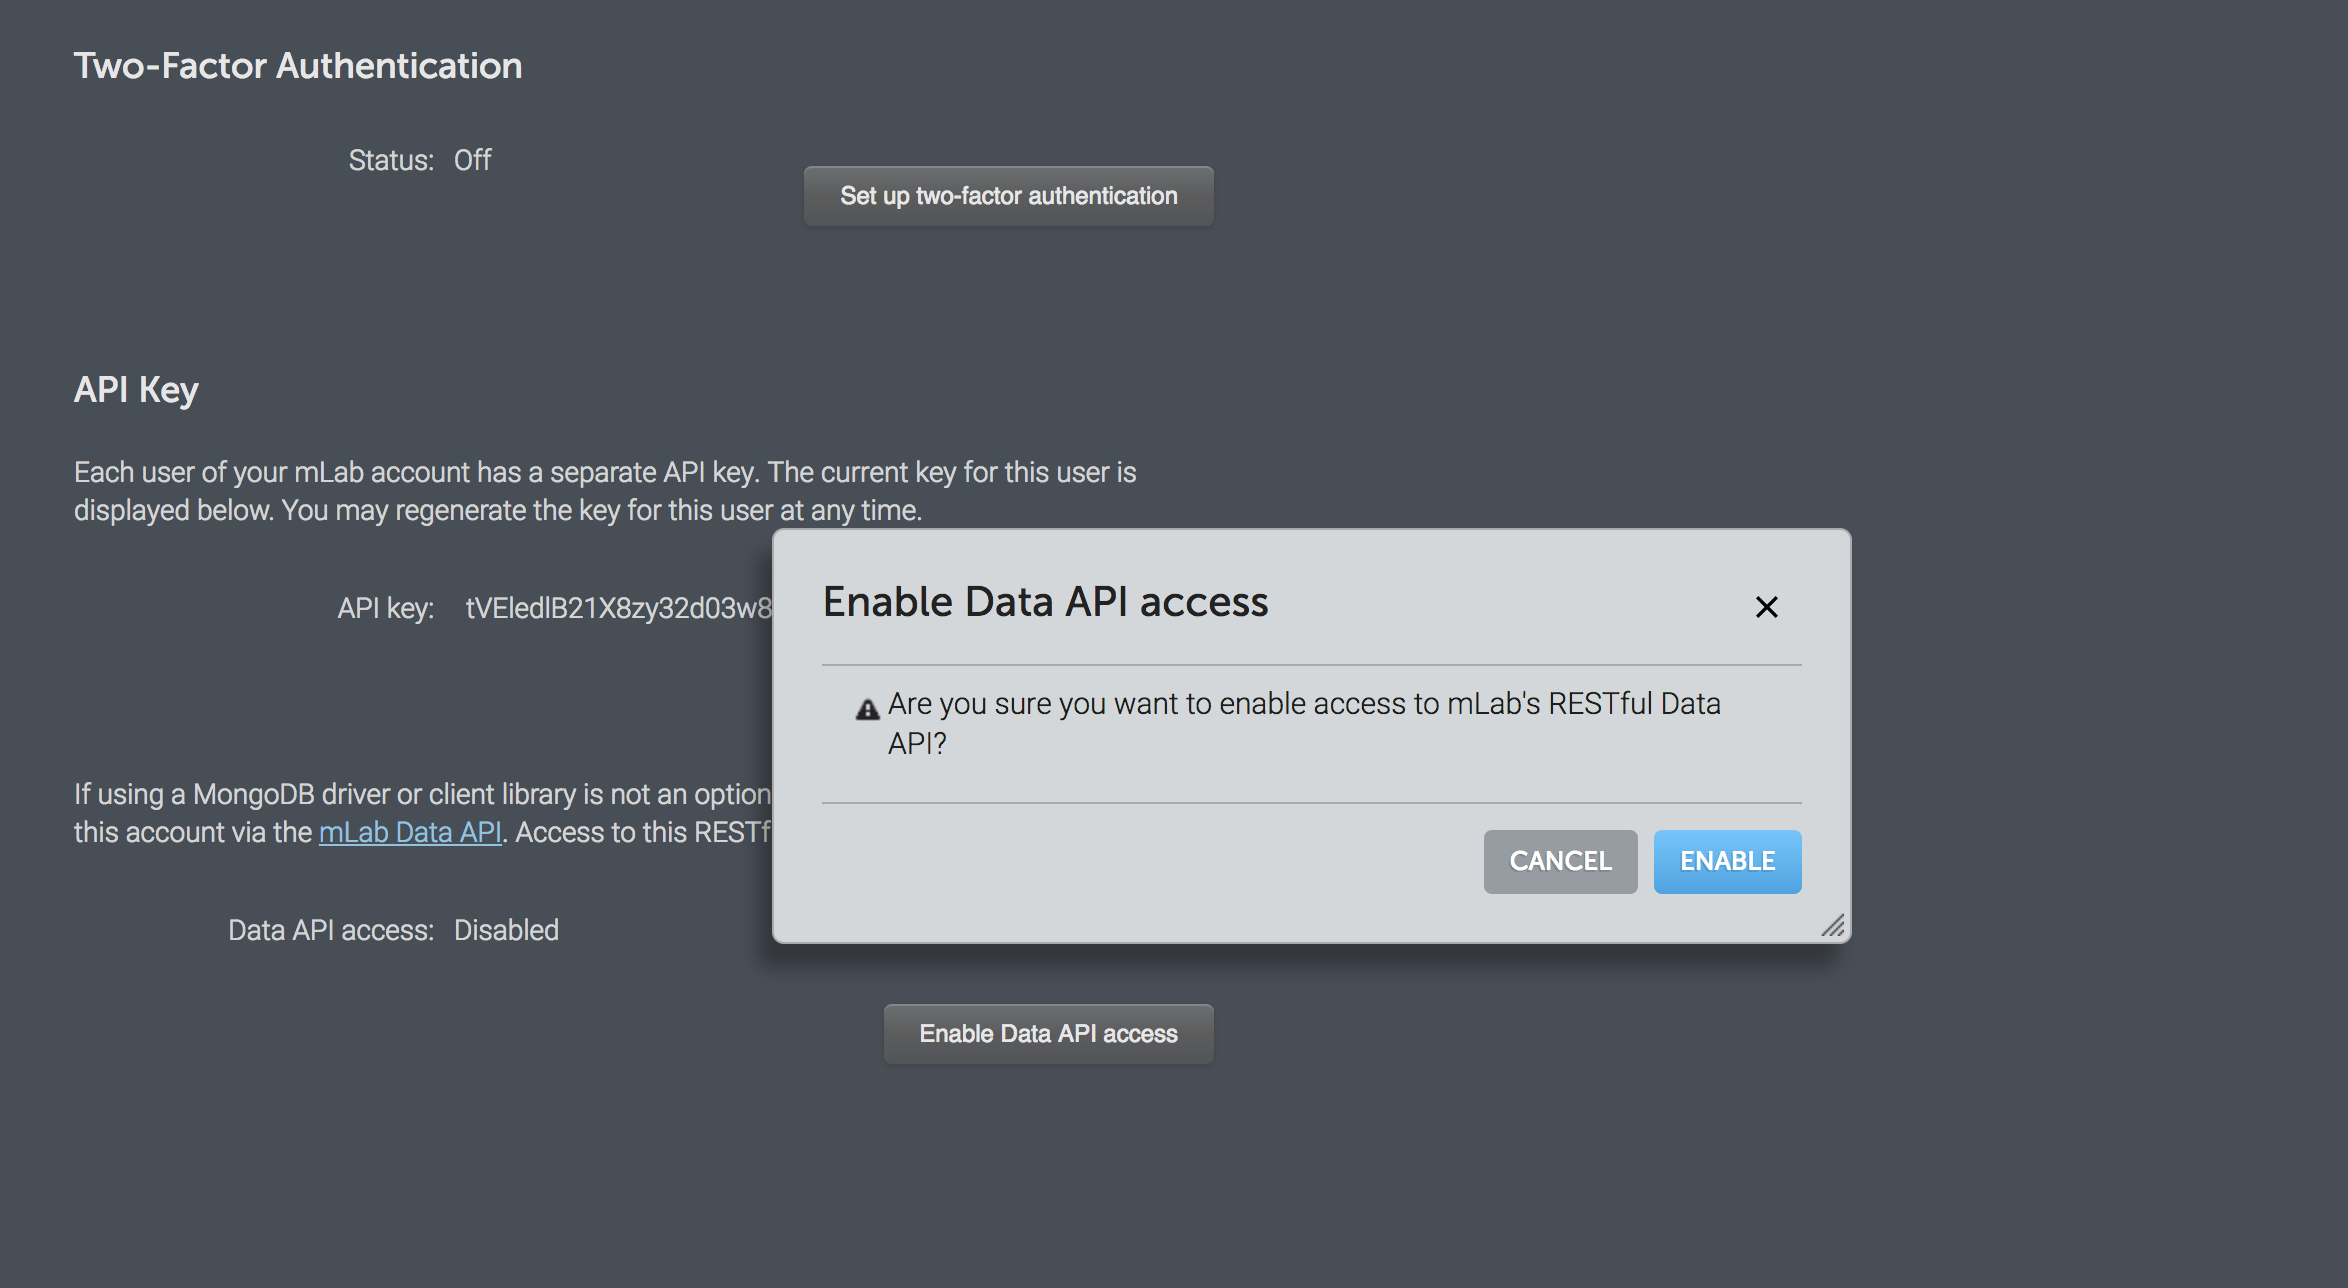 Two-Factor Authentication
Status: Off
Set up two-factor authentication
API Key
Each user of your mLab account has a separate API key. The current key for this user is
displayed below. You may regenerate the key for this user at any time.
API key: tVEledlB21X8zy32d03w8
Enable Data API access
Are you sure you want to enable access to mLab's RESTful Data
API?
CANCEL ENABLE
If using a MongoDB driver or client library is not an option
this account via the mLab Data API. Access to this RESTf
Data API access: Disabled
Enable Data API access